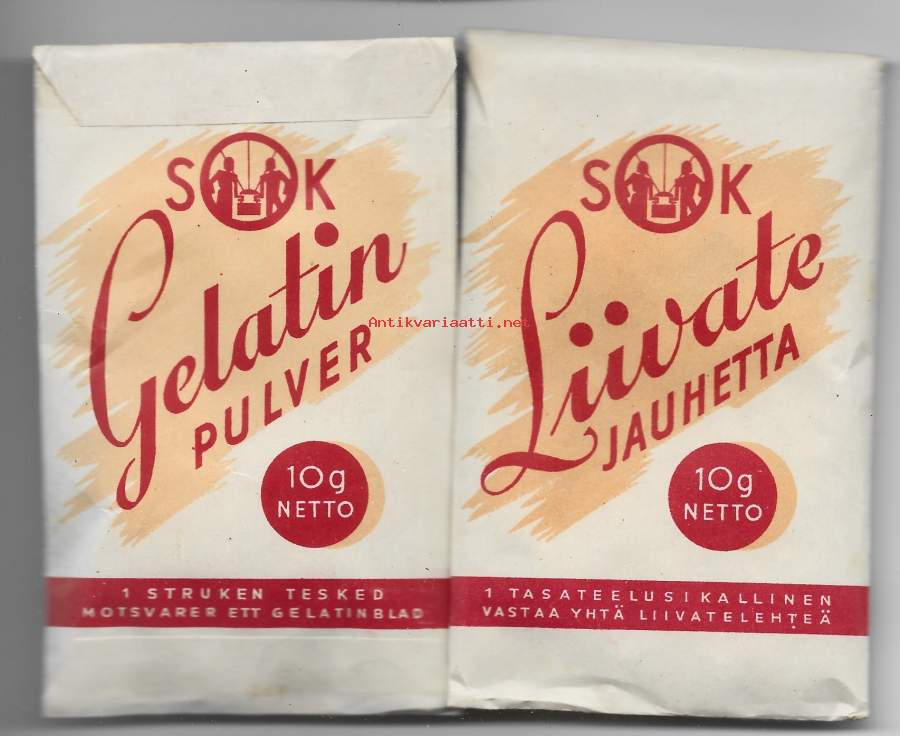 SOK
Gelatin
PULVER
10g
NETTO
1 STRUKEN TESKED
MOTSVARER ETT GELATINBLAD
SOK
Liivate
JAUHETTA
10g
NETTO
1 TASATEELUSIKALLINEN
VASTAA YHTÄ LIIVATELEHTEÄ
Antikvariaatti.net